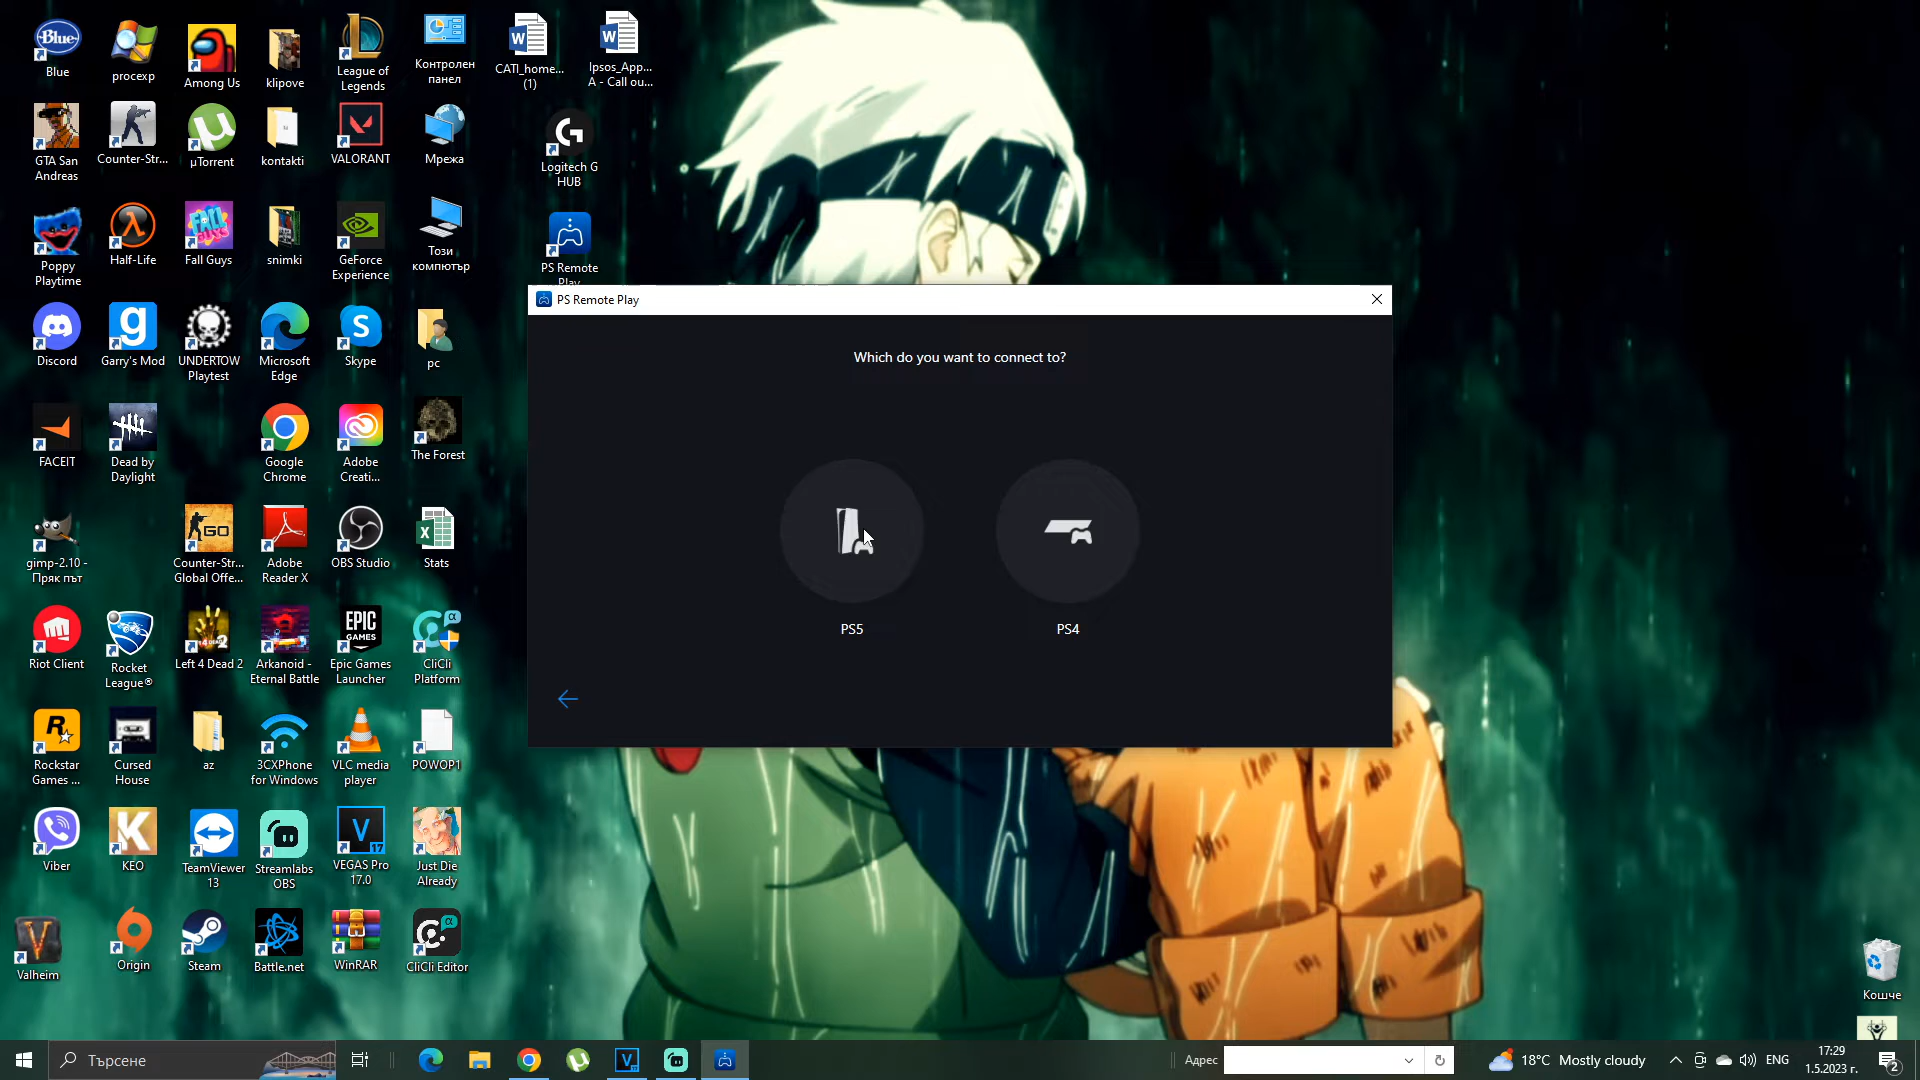 Blue
procexp
Among Us
klipove
League of
Legends
Контролен
панел
CATI_home...
(1)
Ipsos_App...
A - Call ou...
GTA San
Andreas
Counter-Str...
µTorrent
kontakti
VALORANT
Мрежа
Logitech G
HUB
Poppy
Playtime
Half-Life
Fall Guys
snimki
GeForce
Experience
Този
компютър
PS Remote
Play
Discord
Garry's Mod
UNDERTOW
Playtest
Microsoft
Edge
Skype
pc
FACEIT
Dead by
Daylight
Google
Chrome
Adobe
Creati...
The Forest
gimp-2.10 -
Пряк път
Counter-Str...
Global Offe...
Adobe
Reader X
OBS Studio
Stats
Riot Client
Rocket
League®
Left 4 Dead 2
Arkanoid -
Eternal Battle
Epic Games
Launcher
CliCli
Platform
Rockstar
Games ...
Cursed
House
az
3CXPhone
for Windows
VLC media
player
POWOP1
Viber
KEO
TeamViewer
13
Streamlabs
OBS
VEGAS Pro
17.0
Just Die
Already
Valheim
Origin
Steam
Battle.net
WinRAR
CliCli Editor
PS Remote Play
Which do you want to connect to?
PS5
PS4
Кошче
Търсене
Адрес
18°C Mostly cloudy
ENG
17:29
1.5.2023 г.
2